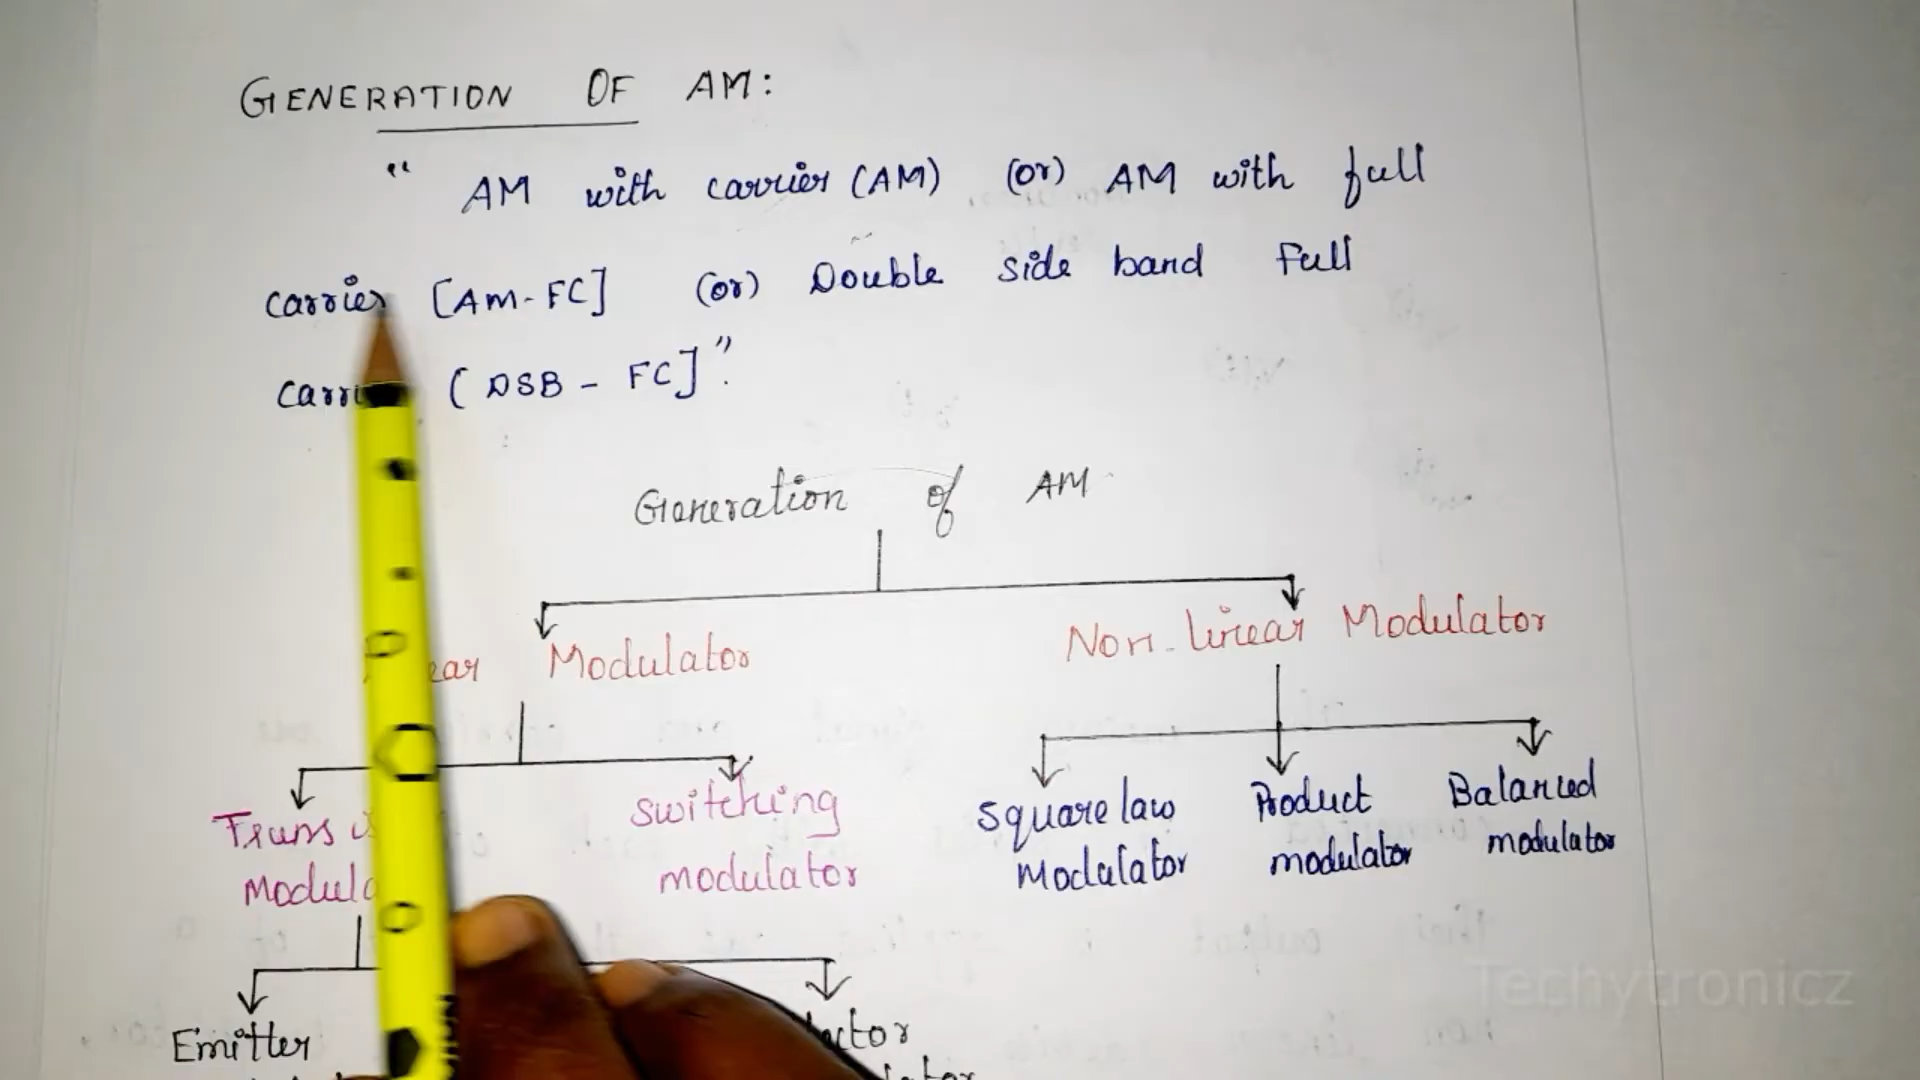 GENERATION OF AM:
“ AM with carrier (AM) (or) AM with full
carrier [AM-FC] (or) Double side band Full
( DSB - FC]”.
Generation of AM
Modulator
Non-linear Modulator
switching
modulator
Square law
Modulator
Product
modulator
Balanced
modulator
Emitter
Techytronicz